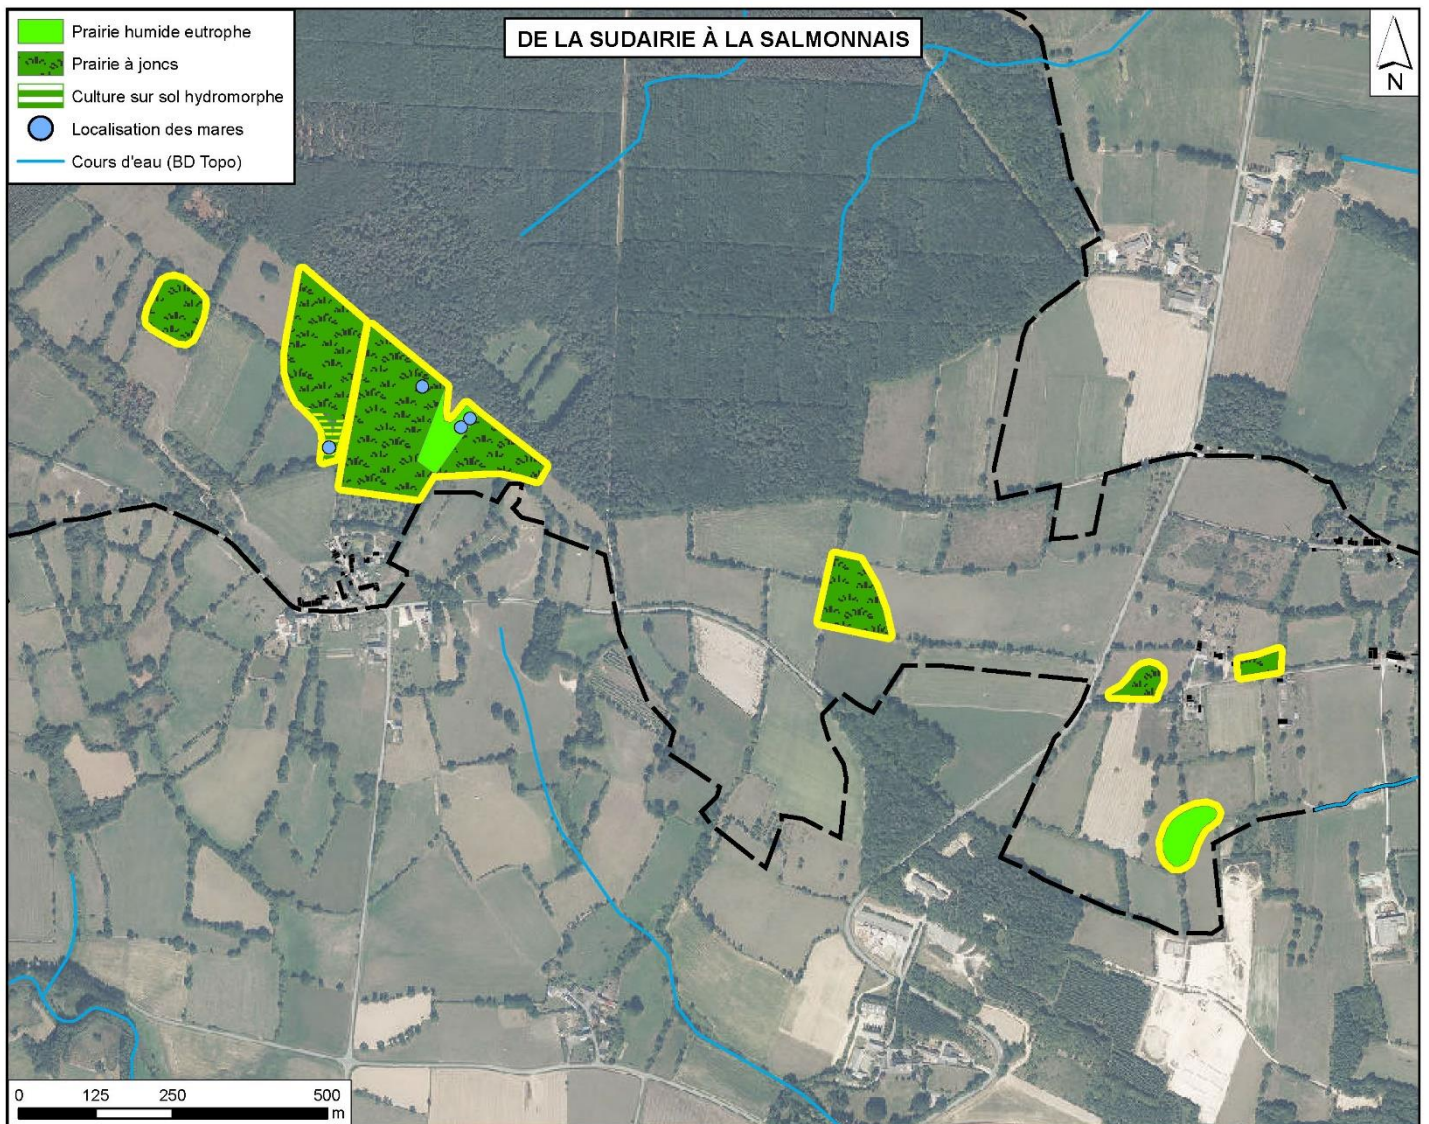 DE LA SUDAIRIE À LA SALMONNAIS
Prairie humide eutrophe
Prairie à joncs
Culture sur sol hydromorphe
Localisation des mares
Cours d'eau (BD Topo)
N
0 125 250 500
m